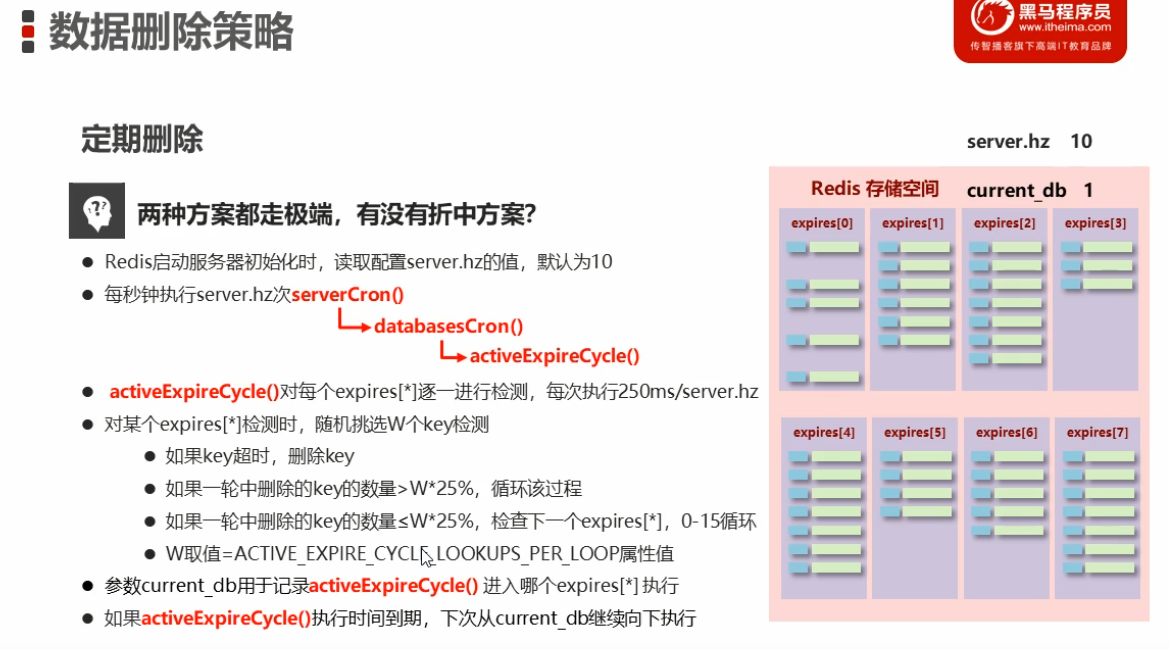 数据删除策略
黑马程序员
www.itheima.com
传智播客旗下高端IT教育品牌
定期删除
server.hz 10
??
两种方案都走极端，有没有折中方案?
Redis 存储空间
current_db 1
● Redis启动服务器初始化时，读取配置server.hz的值，默认为10
● 每秒钟执行server.hz次serverCron()
databasesCron()
activeExpireCycle()
● activeExpireCycle()对每个expires[*]逐一进行检测，每次执行250ms/server.hz
● 对某个expires[*]检测时，随机挑选W个key检测
● 如果key超时，删除key
● 如果一轮中删除的key的数量>W*25%，循环该过程
● 如果一轮中删除的key的数量≤W*25%，检查下一个expires[*]，0-15循环
● W取值=ACTIVE_EXPIRE_CYCLE_LOOKUPS_PER_LOOP属性值
● 参数current_db用于记录activeExpireCycle() 进入哪个expires[*] 执行
● 如果activeExpireCycle()执行时间到期，下次从current_db继续向下执行
expires[0] expires[1] expires[2] expires[3]
expires[4] expires[5] expires[6] expires[7]